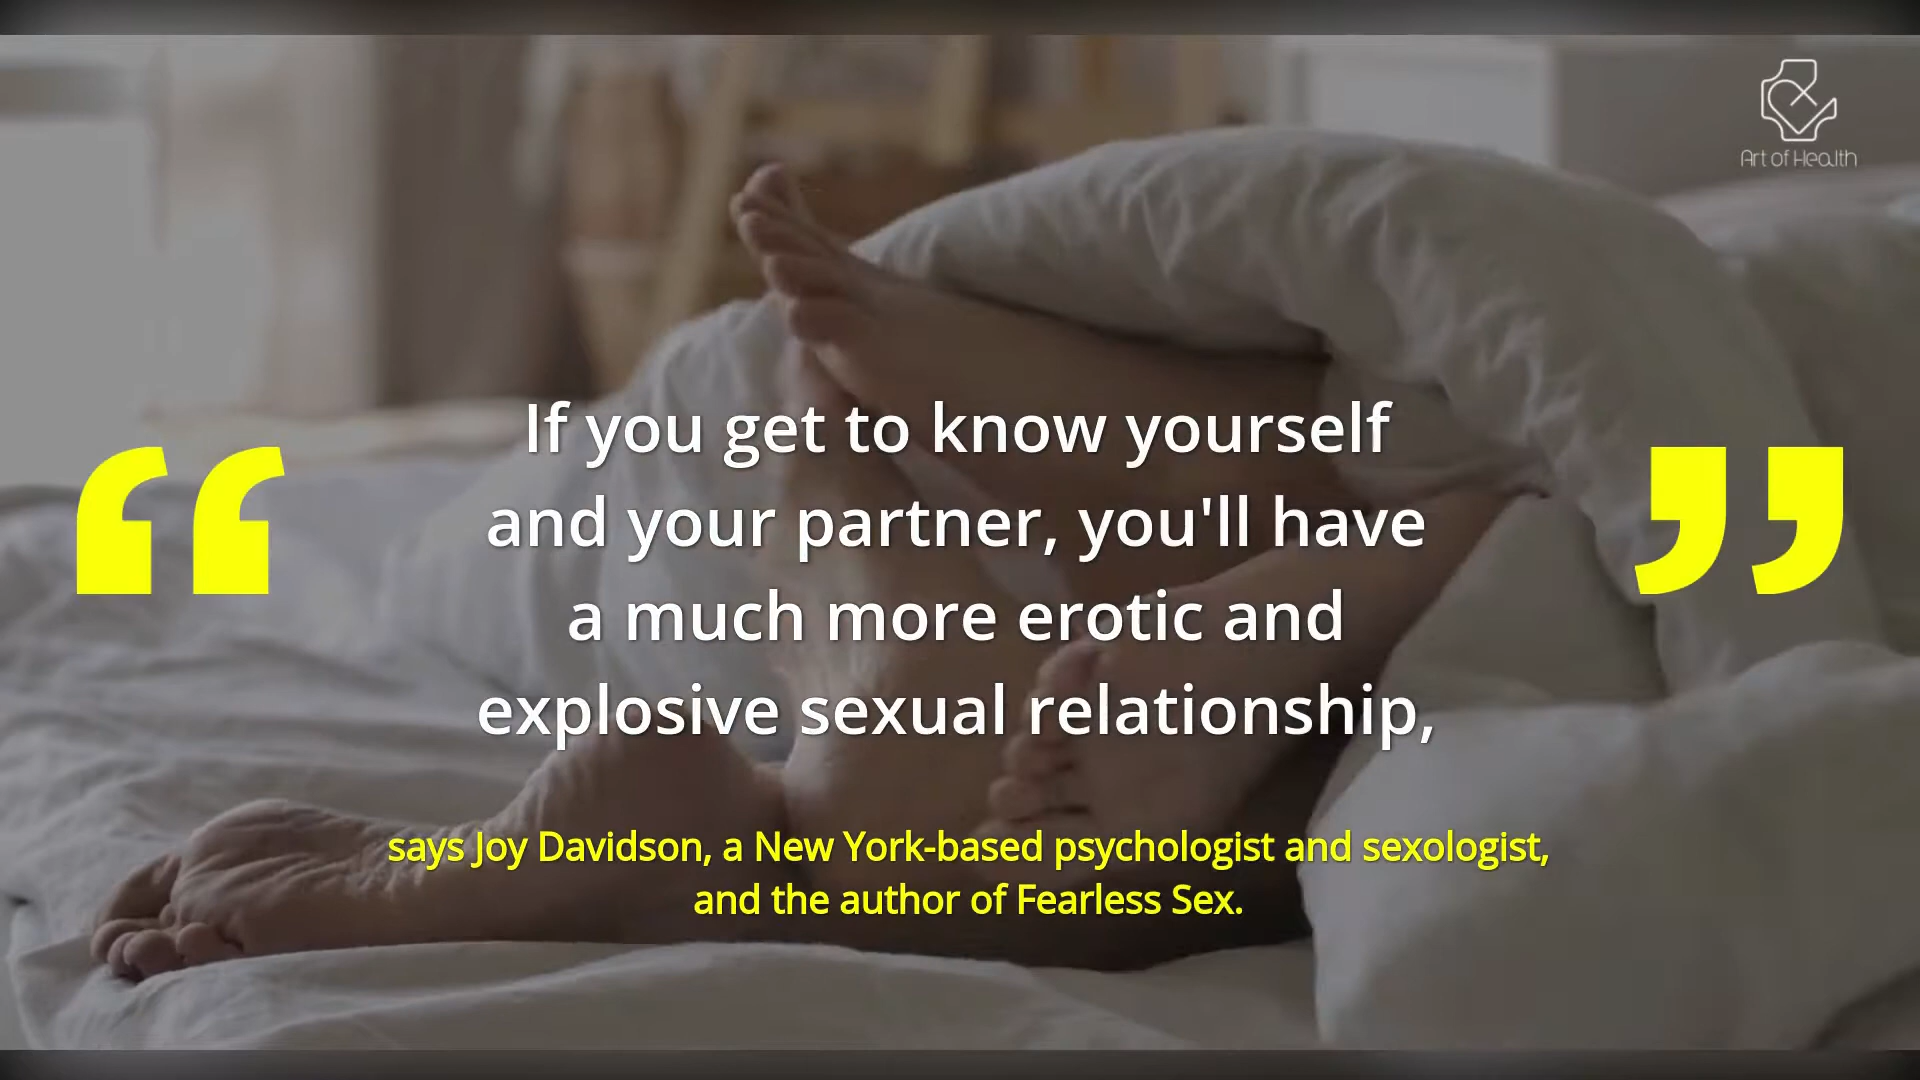 Art of Health
If you get to know yourself
and your partner, you'll have
a much more erotic and
explosive sexual relationship,
says Joy Davidson, a New York-based psychologist and sexologist,
and the author of Fearless Sex.